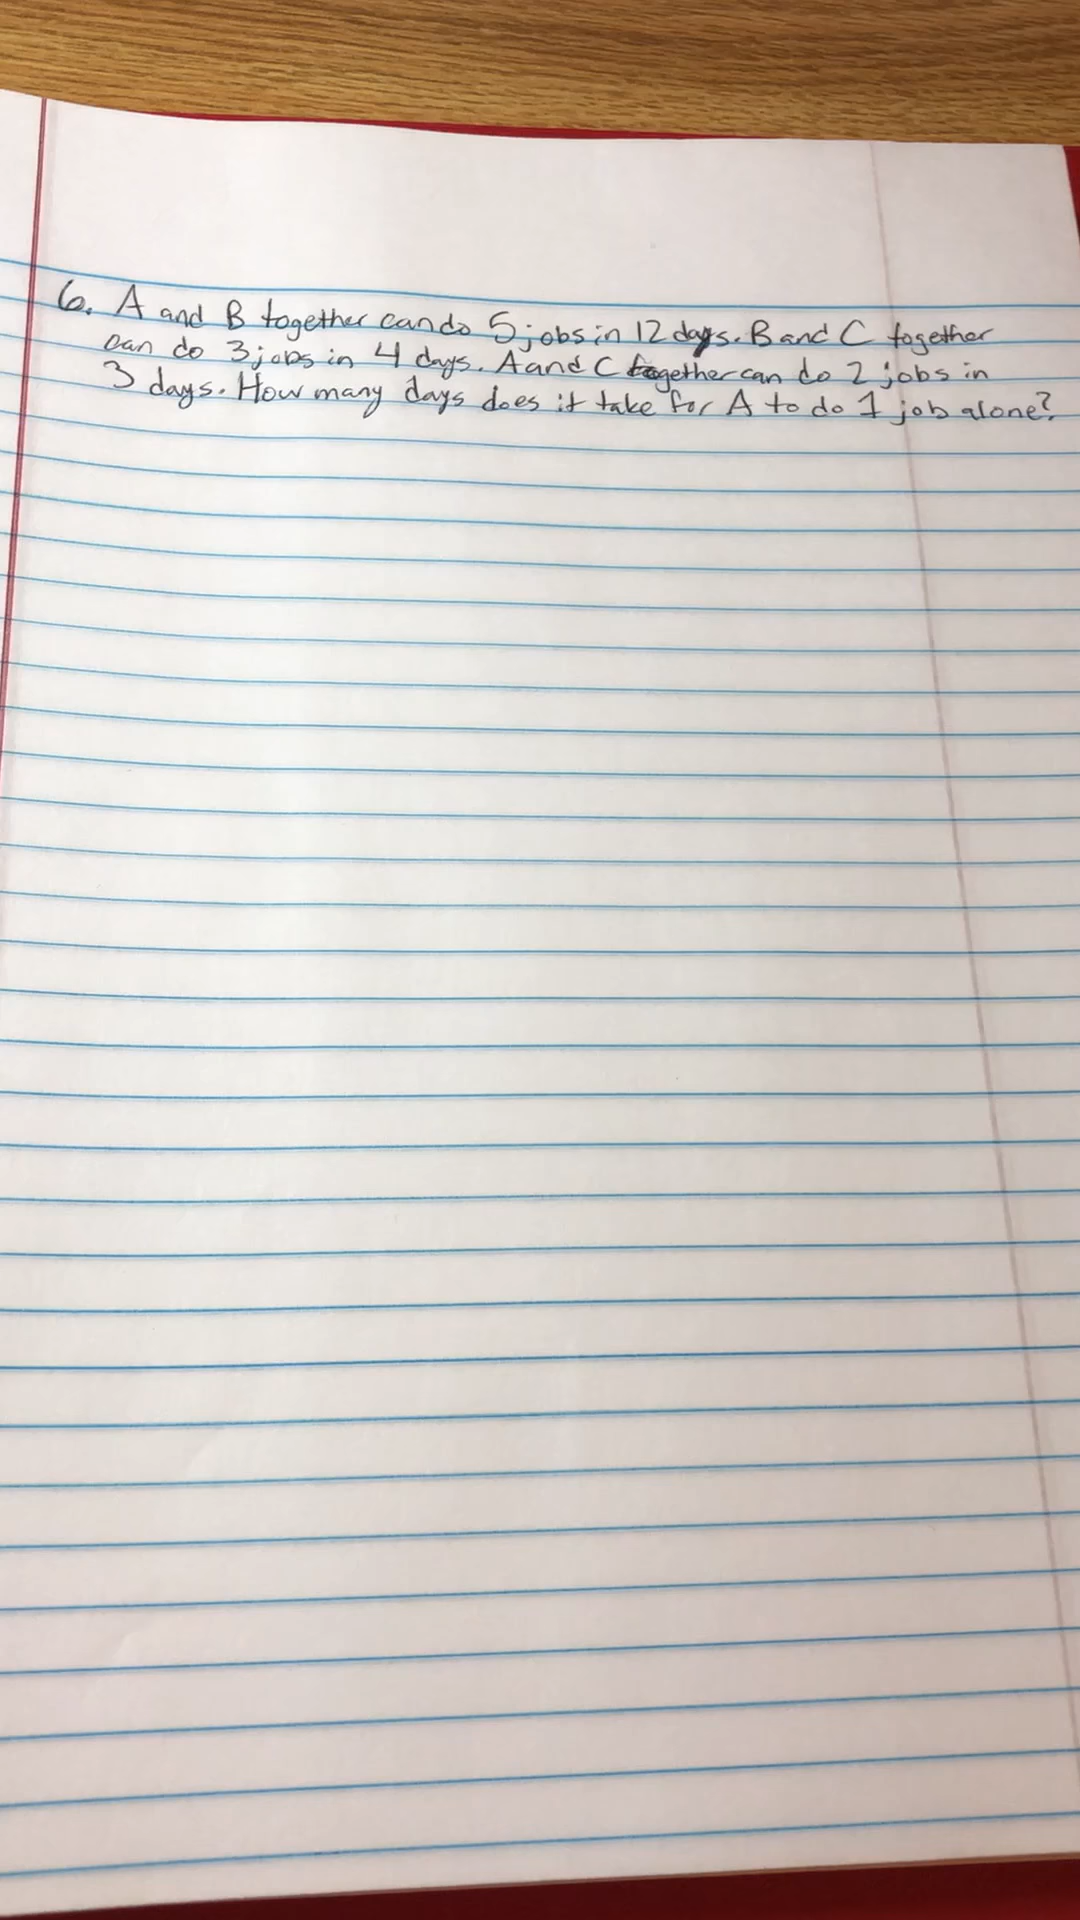 6. A and B together can do 5 jobs in 12 days. B and C together
can do 3 jobs in 4 days. A and C together can do 2 jobs in
3 days. How many days does it take for A to do 1 job alone?